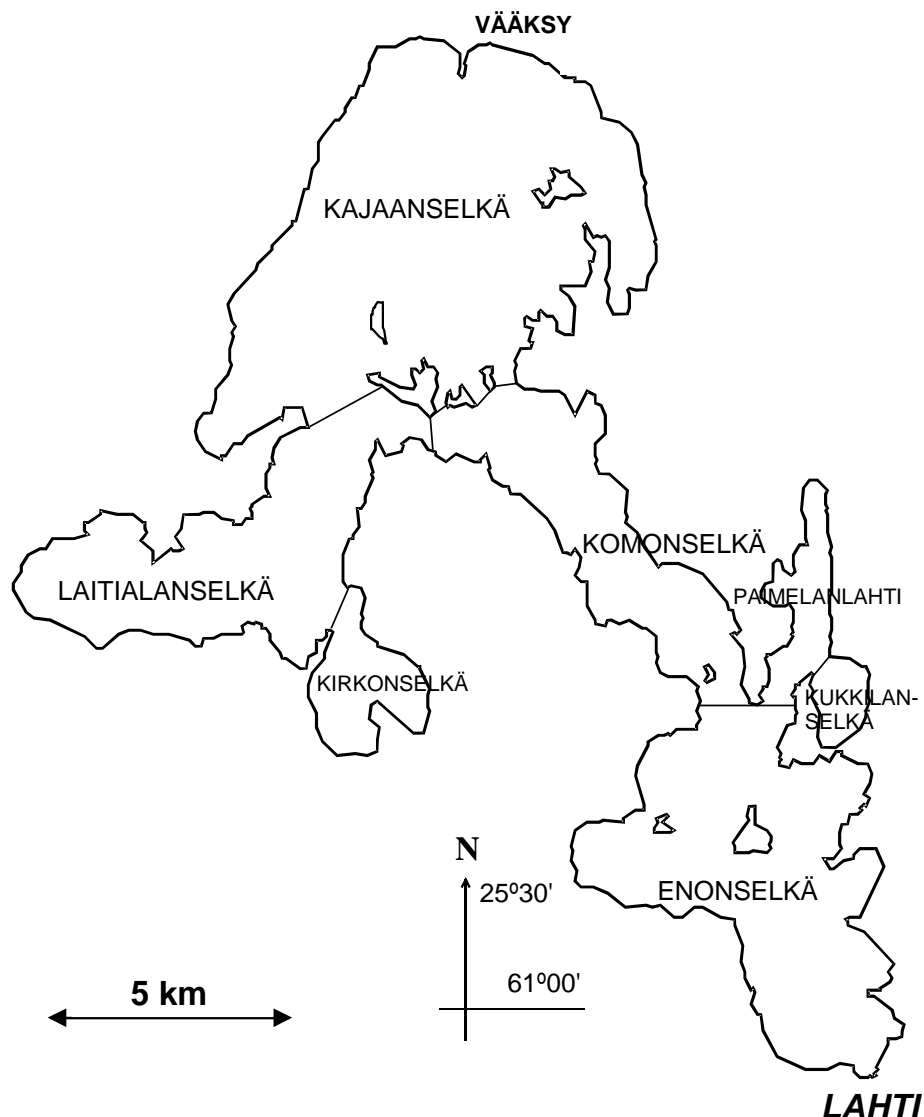 VÄÄKSY
KAJAANSELKÄ
KOMONSELKÄ
LAITIALANSELKÄ
PAIMELANLAHTI
KIRKONSELKÄ
KUKKILAN-
SELKÄ
N
25º30'
ENONSELKÄ
61º00'
5 km
LAHTI